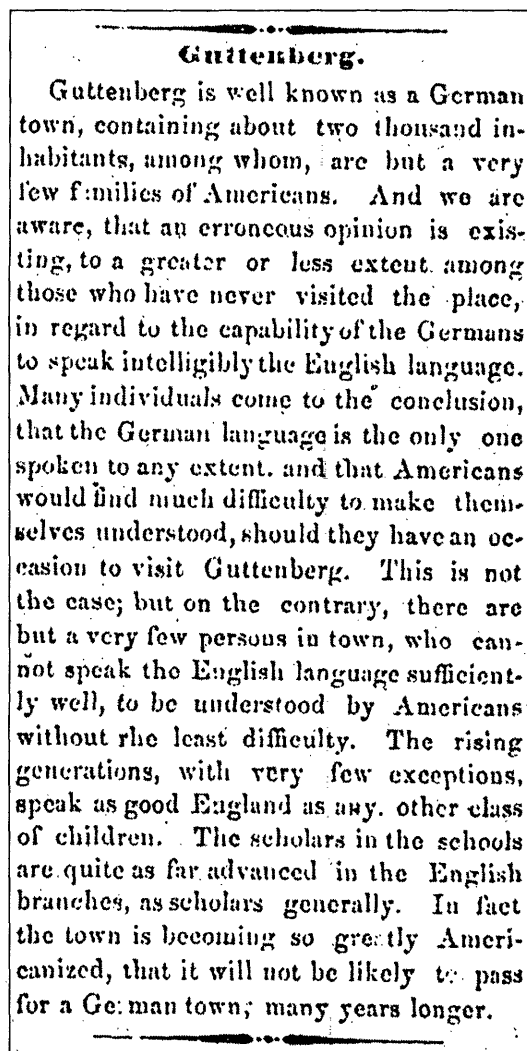 Guttenberg.
Guttenberg is well known as a German
town, containing about two thousand in-
habitants, among whom, are but a very
few families of Americans. And we are
aware, that an erroneous opinion is exis-
ting, to a greater or less extent. among
those who have never visited the place,
in regard to the capability of the Germans
to speak intelligibly the English language.
Many individuals come to the conclusion,
that the German language is the only one
spoken to any extent. and that Americans
would find much difficulty to make them-
selves understood, should they have an oc-
casion to visit Guttenberg. This is not
the case; but on the contrary, there are
but a very few persons in town, who can-
not speak the English language sufficient-
ly well, to be understood by Americans
without rhe least difficulty. The rising
generations, with very few exceptions,
speak as good England as any. other class
of children. The scholars in the schools
are quite as far advanced in the English
branches, as scholars generally. In fact
the town is becoming so greatly Ameri-
canized, that it will not be likely to pass
for a German town, many years longer.